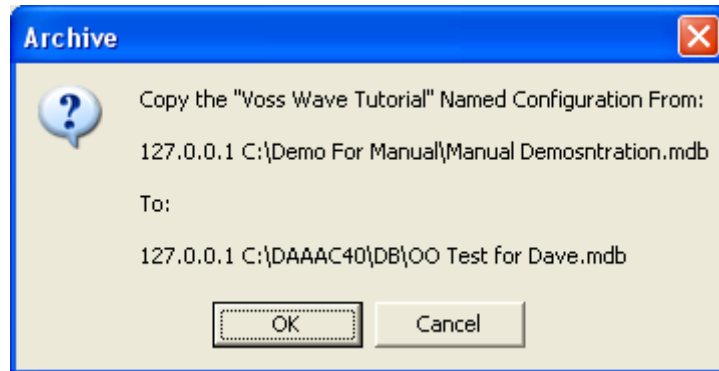 Archive
Copy the "Voss Wave Tutorial" Named Configuration From:
127.0.0.1 C:\Demo For Manual\Manual Demosntration.mdb
To:
127.0.0.1 C:\DAAAC40\DB\OO Test for Dave.mdb
OK Cancel